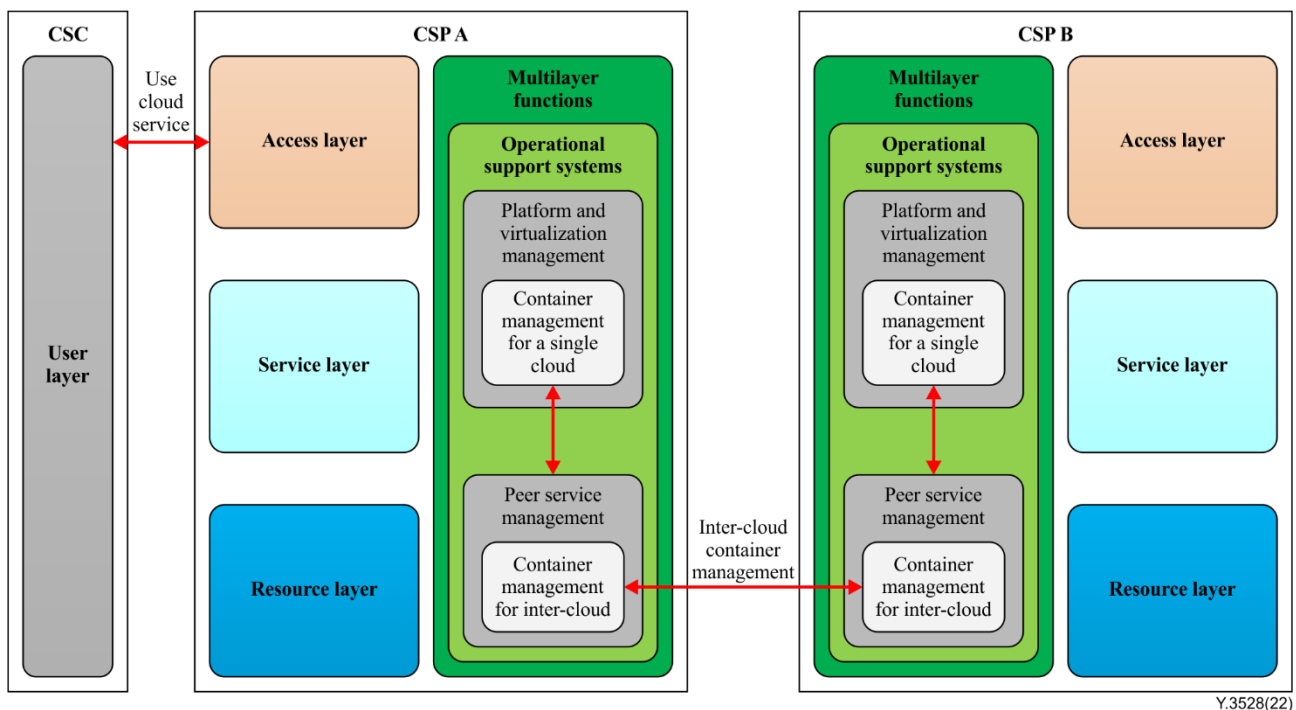 CSC
User
layer
Use
cloud
service
CSP A
Access layer
Service layer
Resource layer
Multilayer
functions
Operational
support systems
Platform and
virtualization
management
Container
management
for a single
cloud
Peer service
management
Container
management
for inter-cloud
Inter-cloud
container
management
CSP B
Multilayer
functions
Operational
support systems
Platform and
virtualization
management
Container
management
for a single
cloud
Peer service
management
Container
management
for inter-cloud
Access layer
Service layer
Resource layer
Y.3528(22)